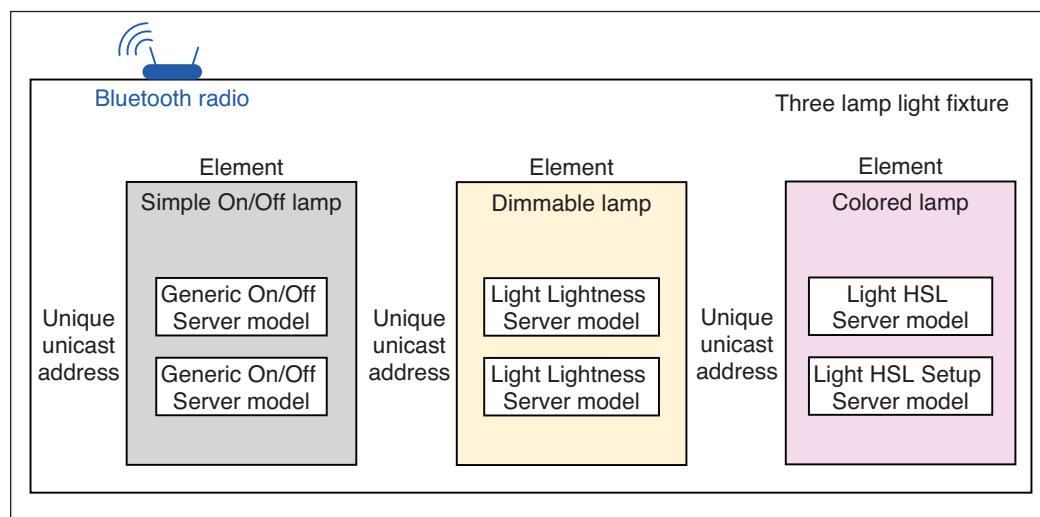 Bluetooth radio
Three lamp light fixture
Element
Simple On/Off lamp
Unique
unicast
address
Generic On/Off
Server model
Generic On/Off
Server model
Element
Dimmable lamp
Unique
unicast
address
Light Lightness
Server model
Light Lightness
Server model
Element
Colored lamp
Unique
unicast
address
Light HSL
Server model
Light HSL Setup
Server model